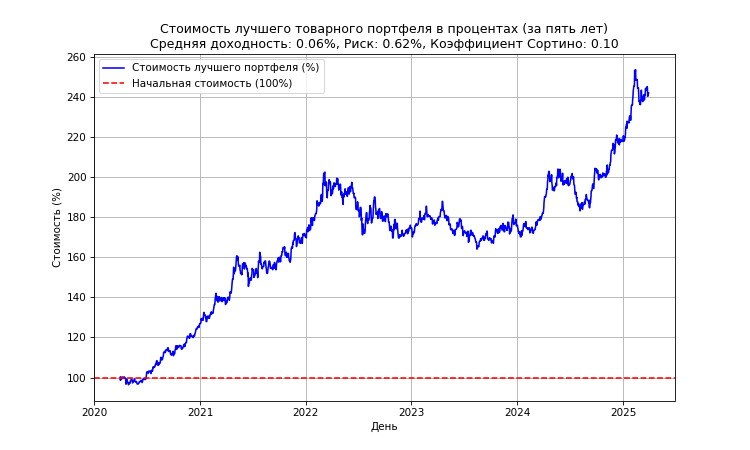 Стоимость лучшего товарного портфеля в процентах (за пять лет)
Средняя доходность: 0.06%, Риск: 0.62%, Коэффициент Сортино: 0.10
Стоимость лучшего портфеля (%)
Начальная стоимость (100%)
Стоимость (%)
260
240
220
200
180
160
140
120
100
2020
2021
2022
2023
2024
2025
День